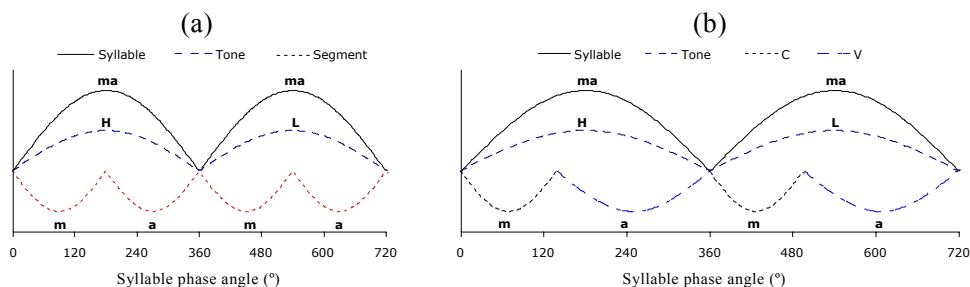 (a)
Syllable Tone Segment
ma ma
H L
m a m a
0 120 240 360 480 600 720
Syllable phase angle (º)
(b)
Syllable Tone C V
ma ma
H L
m a m a
0 120 240 360 480 600 720
Syllable phase angle (º)